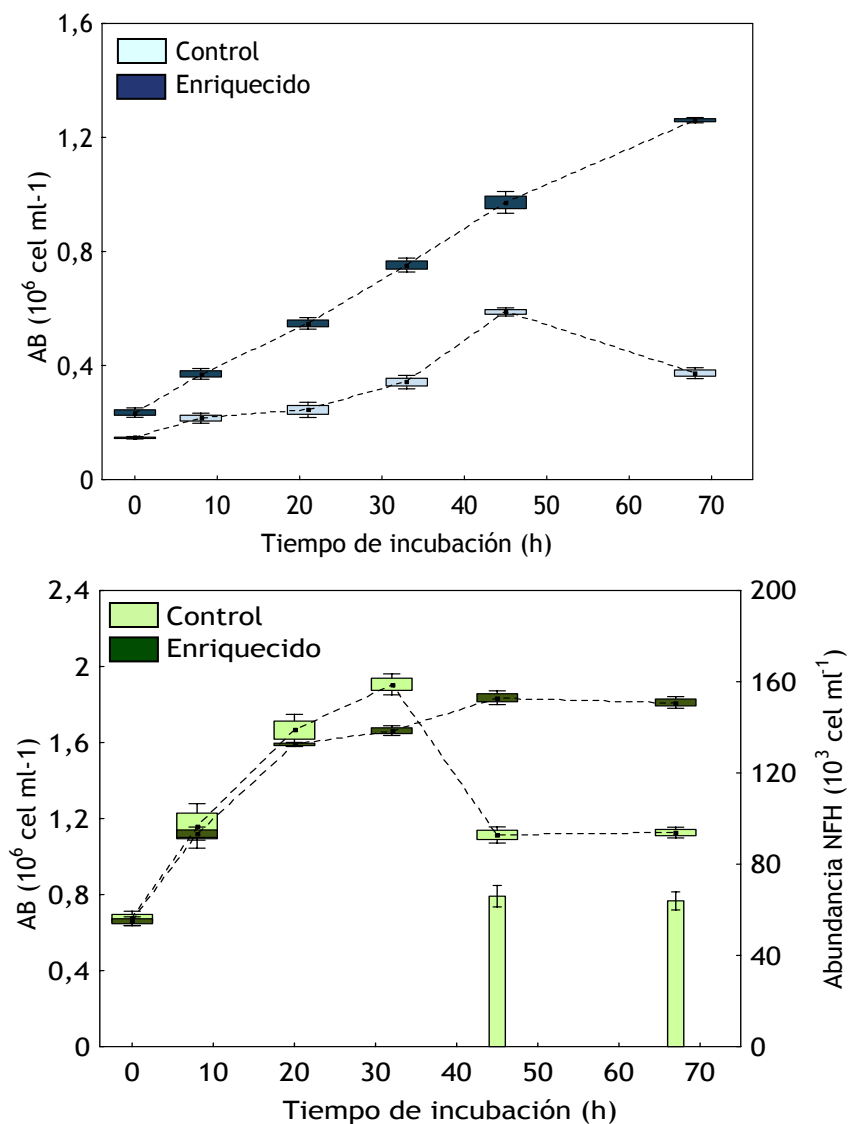 1,6
Control
Enriquecido
1,2
0,8
0,4
0
AB (10⁶ cel ml-1)
0 10 20 30 40 50 60 70
Tiempo de incubación (h)
2,4 200
Control
Enriquecido
2 160
1,6
120
1,2
80
0,8
0,4 40
0 0
AB (10⁶ cel ml-1)
Abundancia NFH (10³ cel ml⁻¹)
0 10 20 30 40 50 60 70
Tiempo de incubación (h)